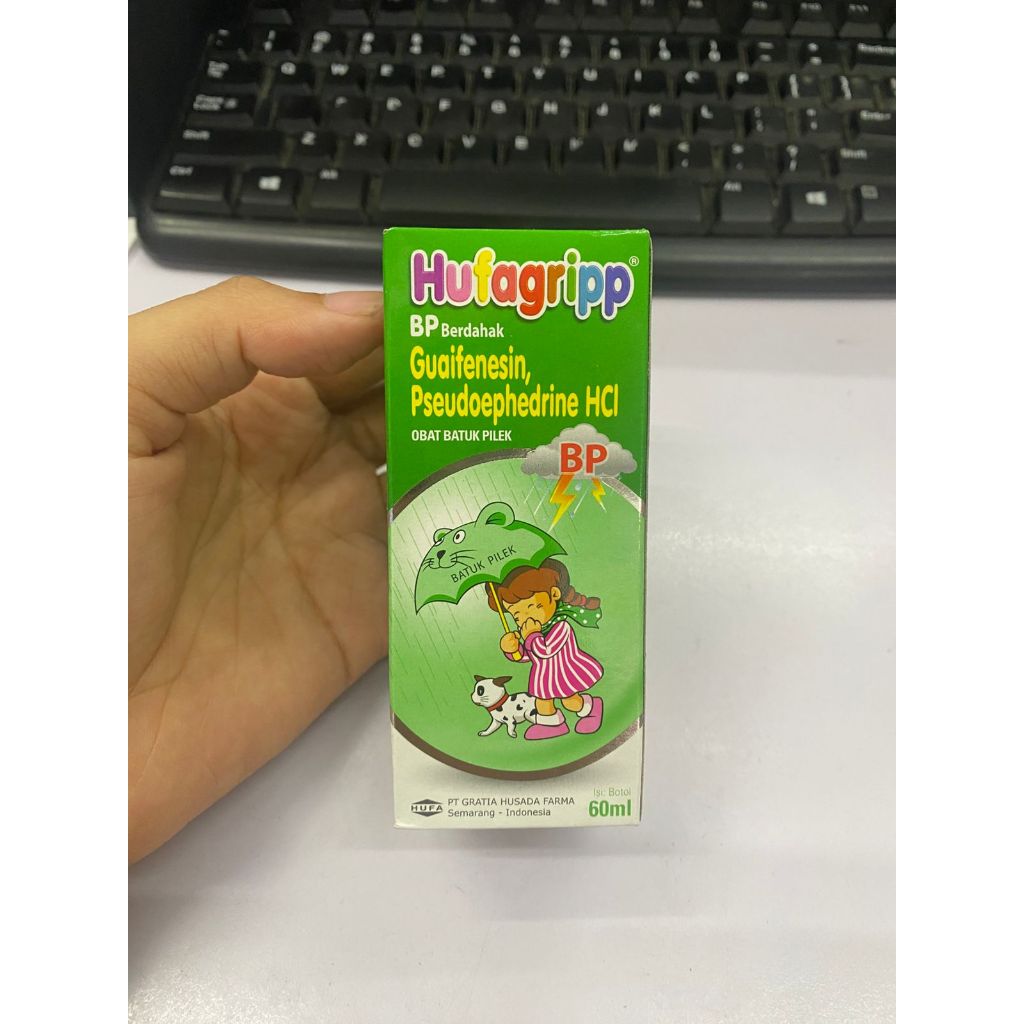 Hufagripp®
BP Berdahak
Guaifenesin,
Pseudoephedrine HCl
OBAT BATUK PILEK
BP
BATUK PILEK
HUFA
PT GRATIA HUSADA FARMA
Semarang - Indonesia
Isi: Botol
60ml